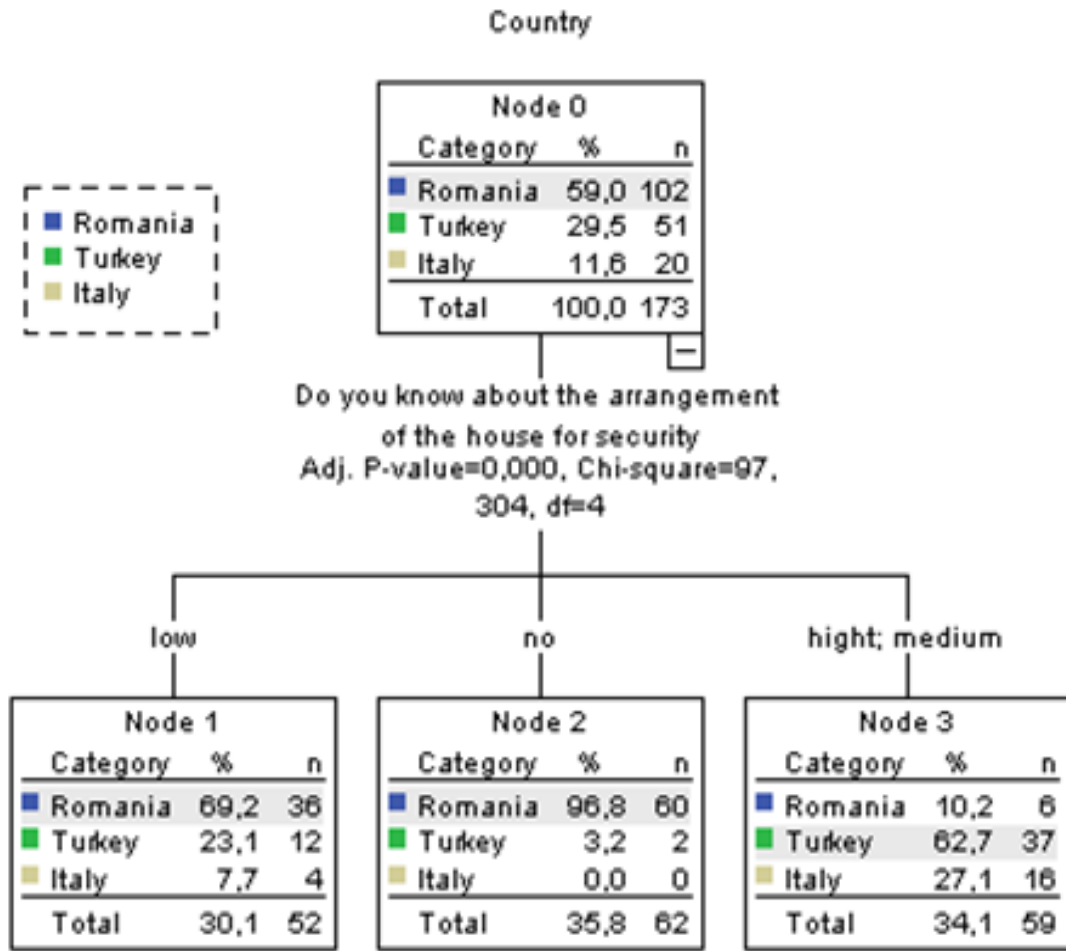 Country
Node 0
Category % n
Romania 59,0 102
Turkey 29,5 51
Italy 11,6 20
Total 100,0 173
Romania
Turkey
Italy
Do you know about the arrangement
of the house for security
Adj. P-value=0,000, Chi-square=97,
304, df=4
low
no
hight; medium
Node 1
Category % n
Romania 69,2 36
Turkey 23,1 12
Italy 7,7 4
Total 30,1 52
Node 2
Category % n
Romania 96,8 60
Turkey 3,2 2
Italy 0,0 0
Total 35,8 62
Node 3
Category % n
Romania 10,2 6
Turkey 62,7 37
Italy 27,1 16
Total 34,1 59